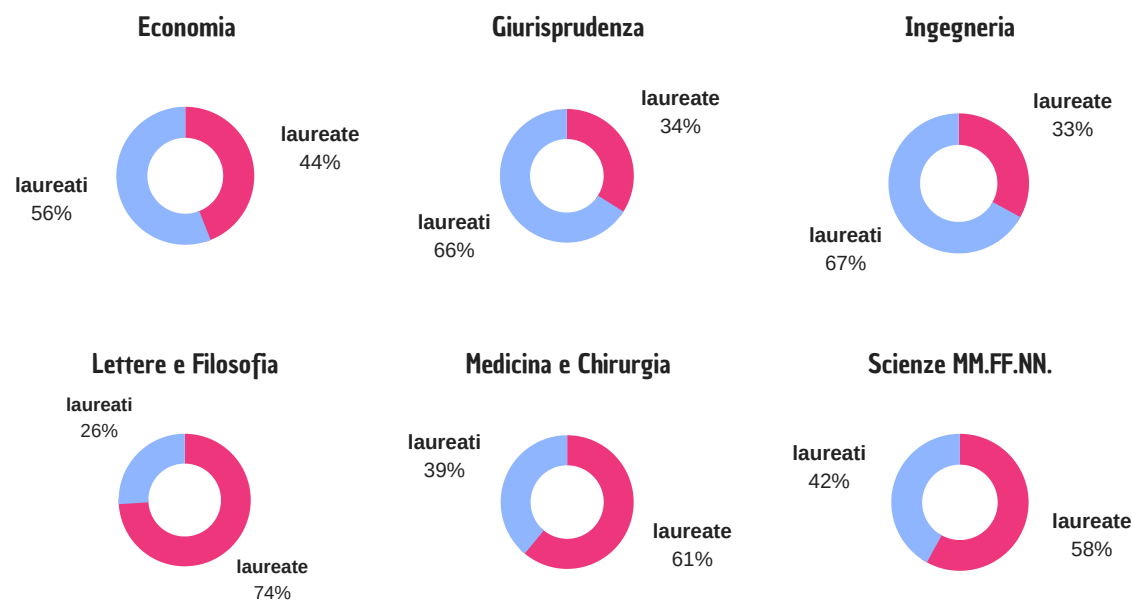 Economia
laureate
44%
laureati
56%
Giurisprudenza
laureate
34%
laureati
66%
Ingegneria
laureate
33%
laureati
67%
Lettere e Filosofia
laureati
26%
laureate
74%
Medicina e Chirurgia
laureati
39%
laureate
61%
Scienze MM.FF.NN.
laureati
42%
laureate
58%